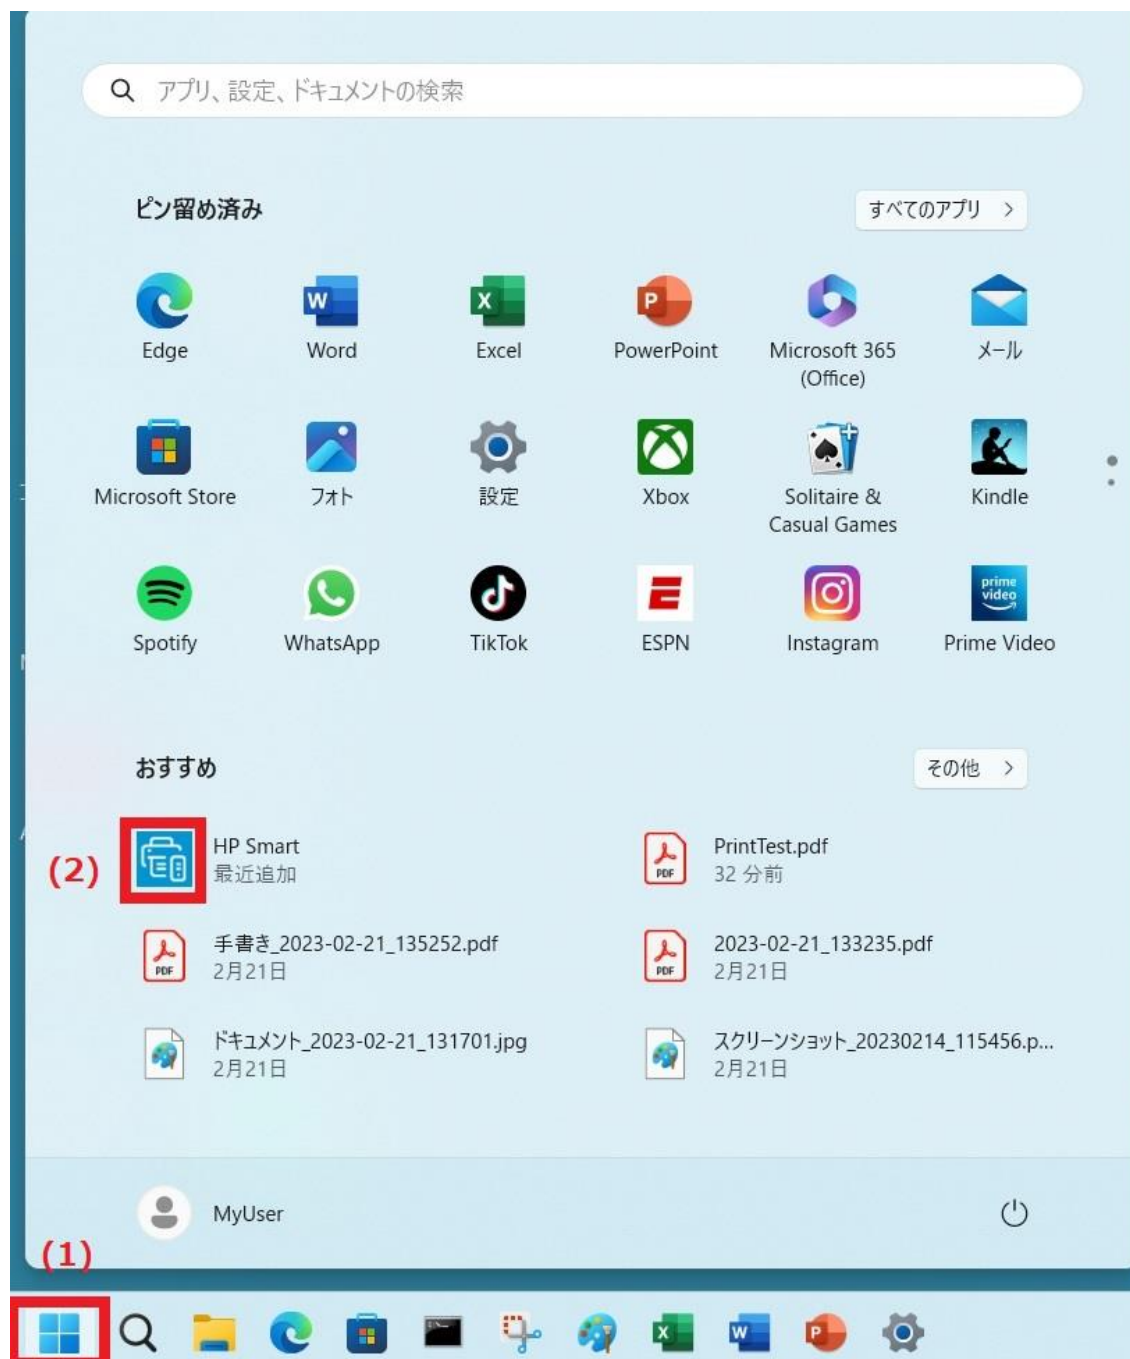 アプリ、設定、ドキュメントの検索
ピン留め済み
すべてのアプリ
Edge
Word
Excel
PowerPoint
Microsoft 365
(Office)
メール
Microsoft Store
フォト
設定
Xbox
Solitaire &
Casual Games
Kindle
Spotify
WhatsApp
TikTok
ESPN
Instagram
prime
video
Prime Video
おすすめ
その他
(2)
HP Smart
最近追加
PDF
PrintTest.pdf
32 分前
PDF
手書き_2023-02-21_135252.pdf
2月21日
PDF
2023-02-21_133235.pdf
2月21日
ドキュメント_2023-02-21_131701.jpg
2月21日
スクリーンショット_20230214_115456.p...
2月21日
MyUser
(1)